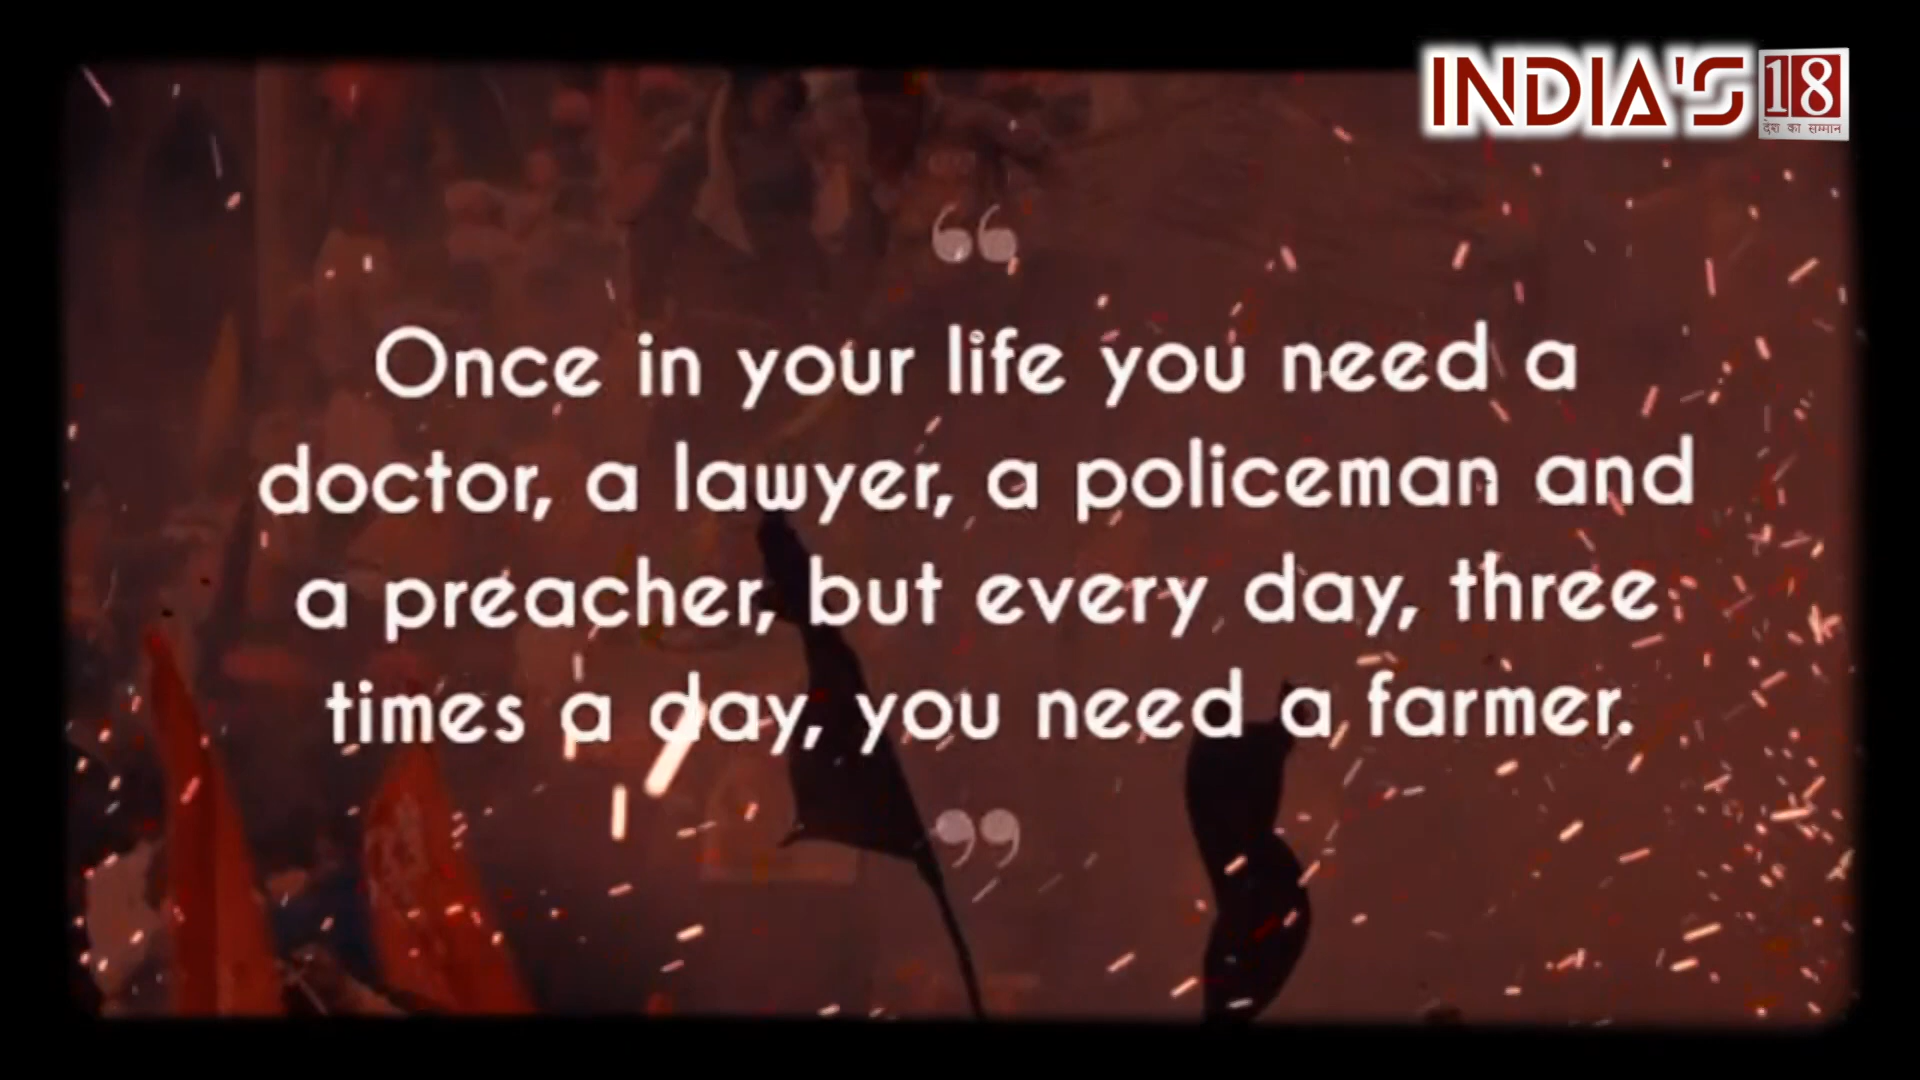 INDIA'S 18
देश का सम्मान
“
Once in your life you need a
doctor, a lawyer, a policeman and
a preacher, but every day, three
times a day, you need a farmer.
”